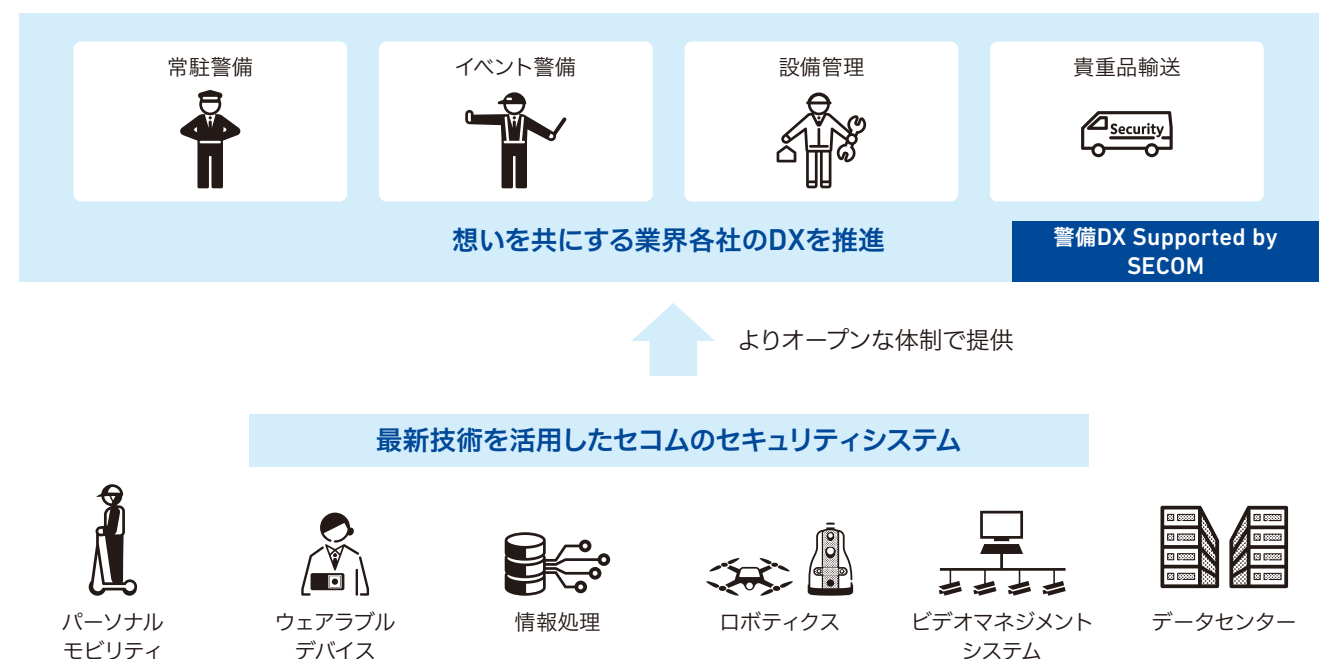 常駐警備
イベント警備
設備管理
貴重品輸送
Security
想いを共にする業界各社のDXを推進
警備DX Supported by
SECOM
よりオープンな体制で提供
最新技術を活用したセコムのセキュリティシステム
パーソナル
モビリティ
ウェアラブル
デバイス
情報処理
ロボティクス
ビデオマネジメント
システム
データセンター